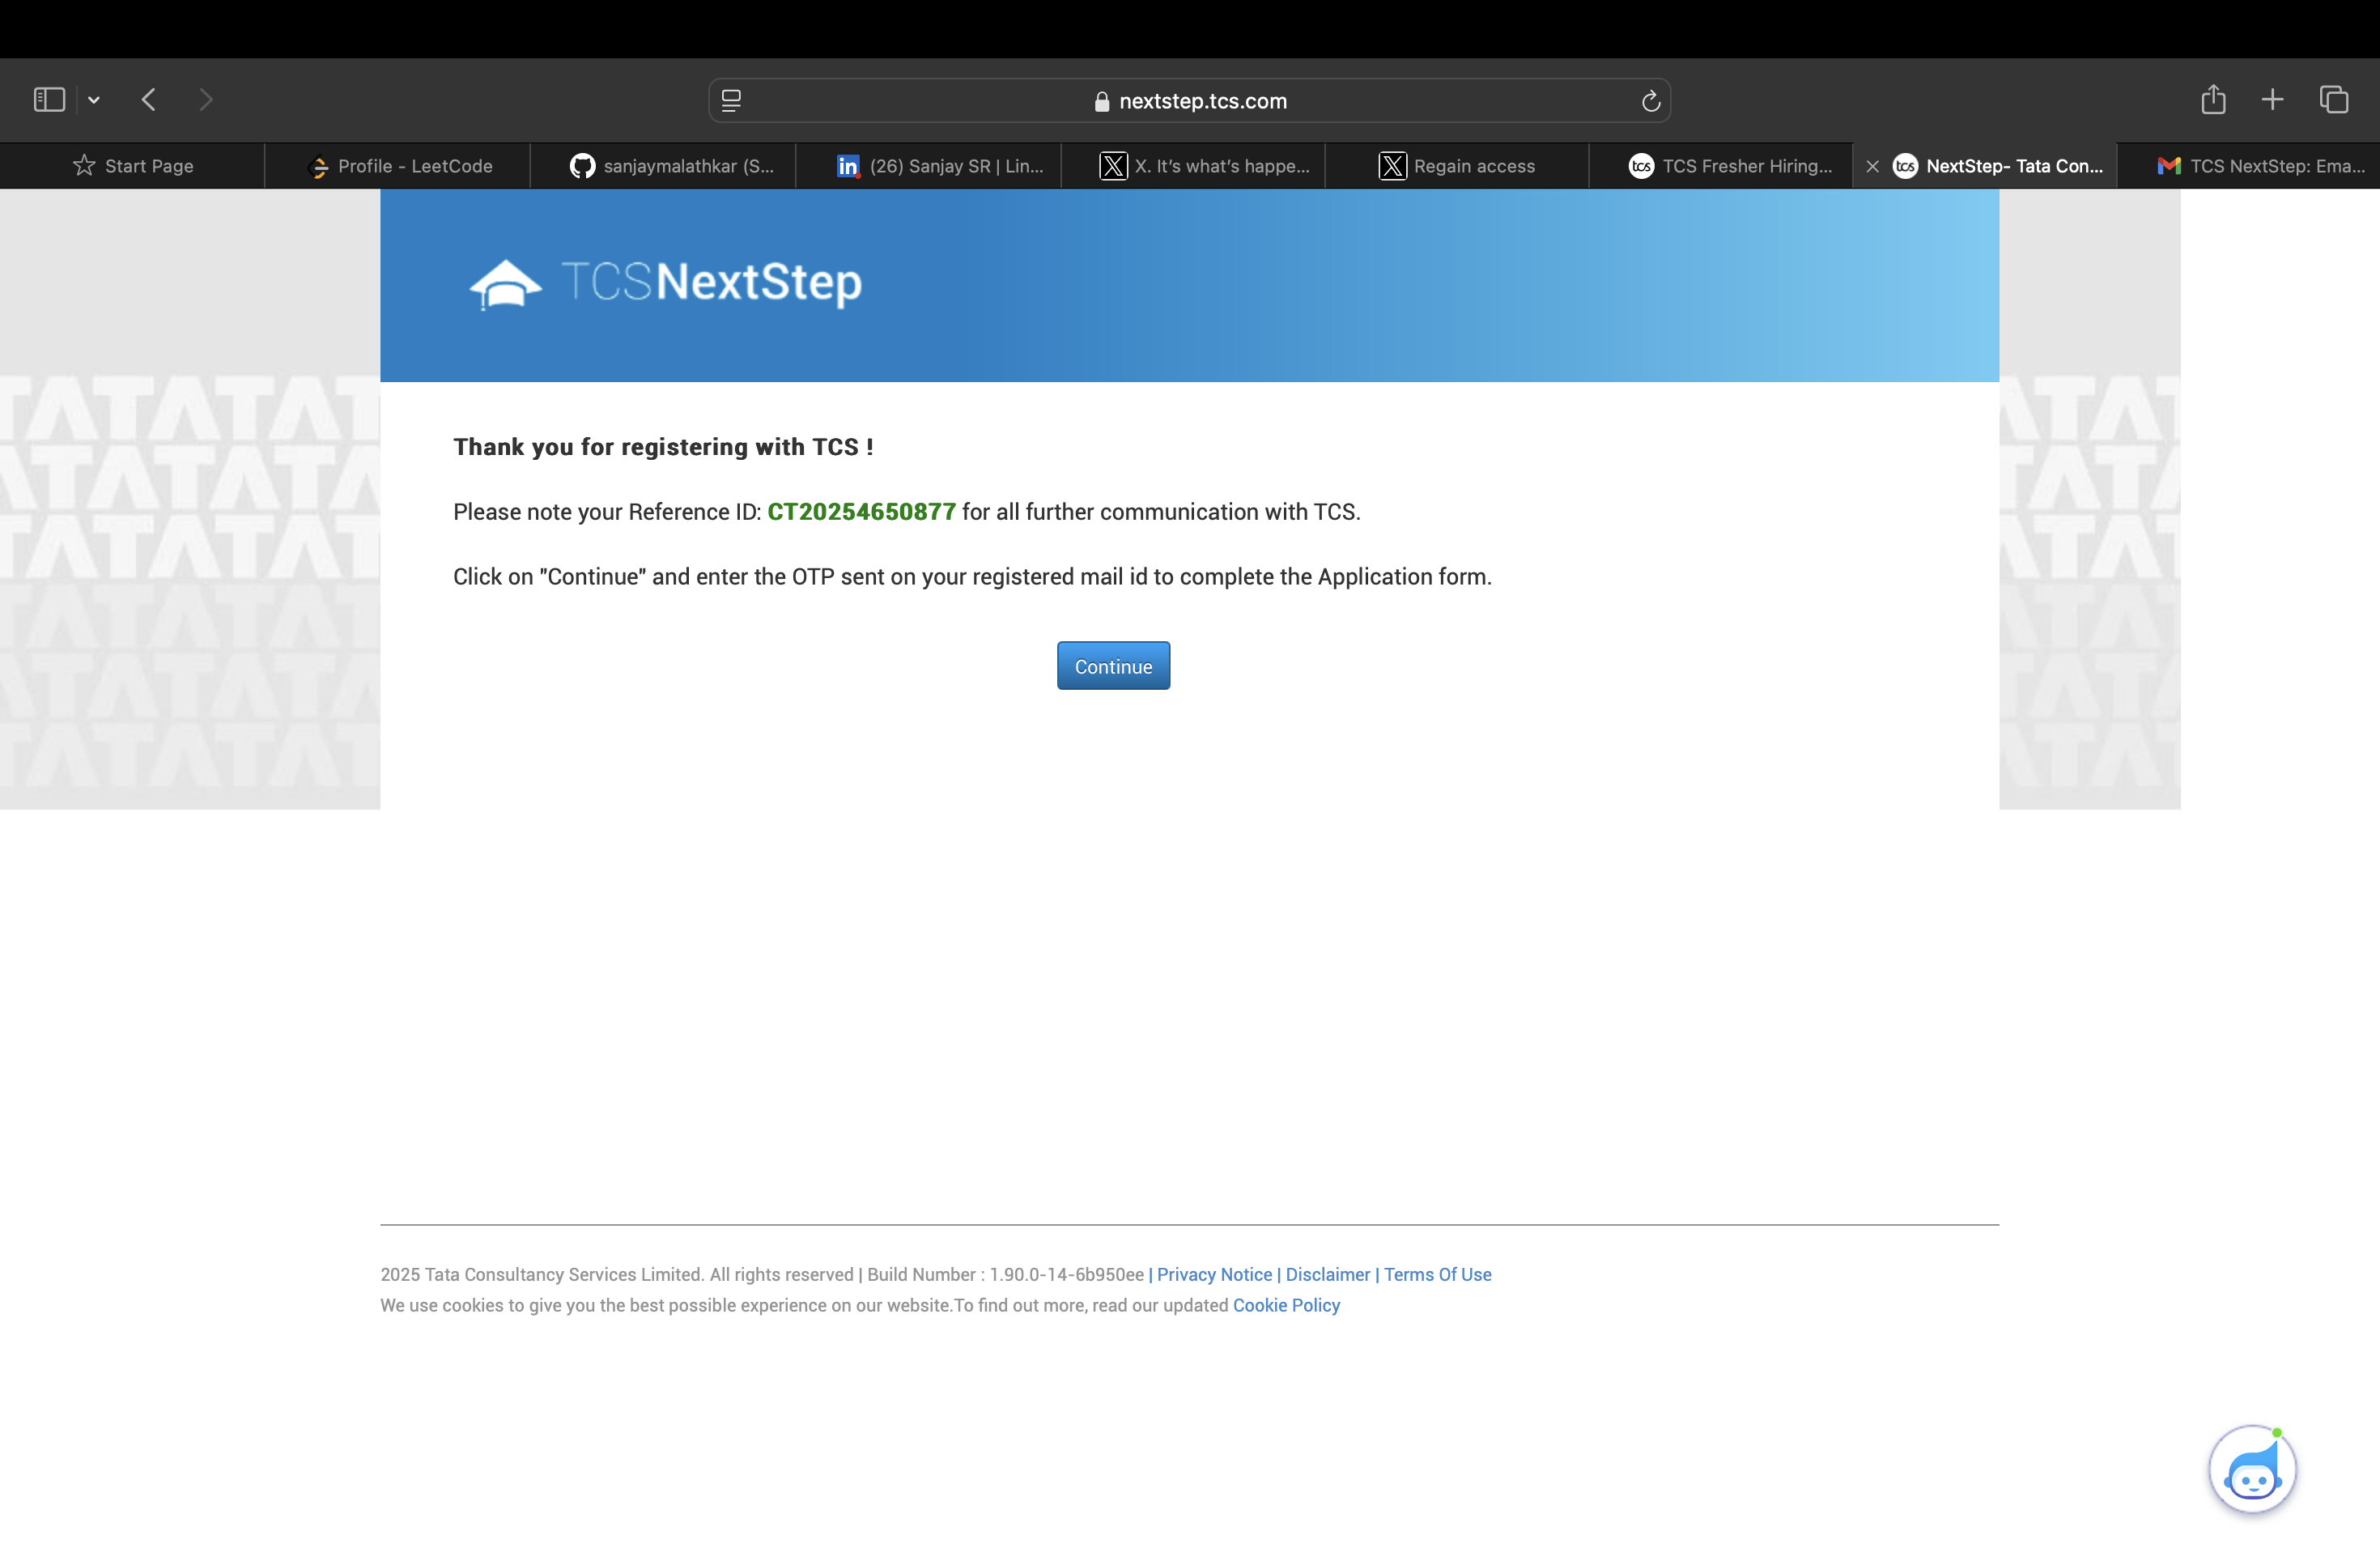 nextstep.tcs.com
Start Page
Profile - LeetCode
sanjaymalathkar (S...
in (26) Sanjay SR | Lin...
X. It’s what’s happe...
Regain access
tcs TCS Fresher Hiring...
tcs NextStep- Tata Con...
TCS NextStep: Ema...
TCSNextStep
Thank you for registering with TCS !
Please note your Reference ID: CT20254650877 for all further communication with TCS.
Click on "Continue" and enter the OTP sent on your registered mail id to complete the Application form.
Continue
2025 Tata Consultancy Services Limited. All rights reserved | Build Number : 1.90.0-14-6b950ee | Privacy Notice | Disclaimer | Terms Of Use
We use cookies to give you the best possible experience on our website.To find out more, read our updated Cookie Policy